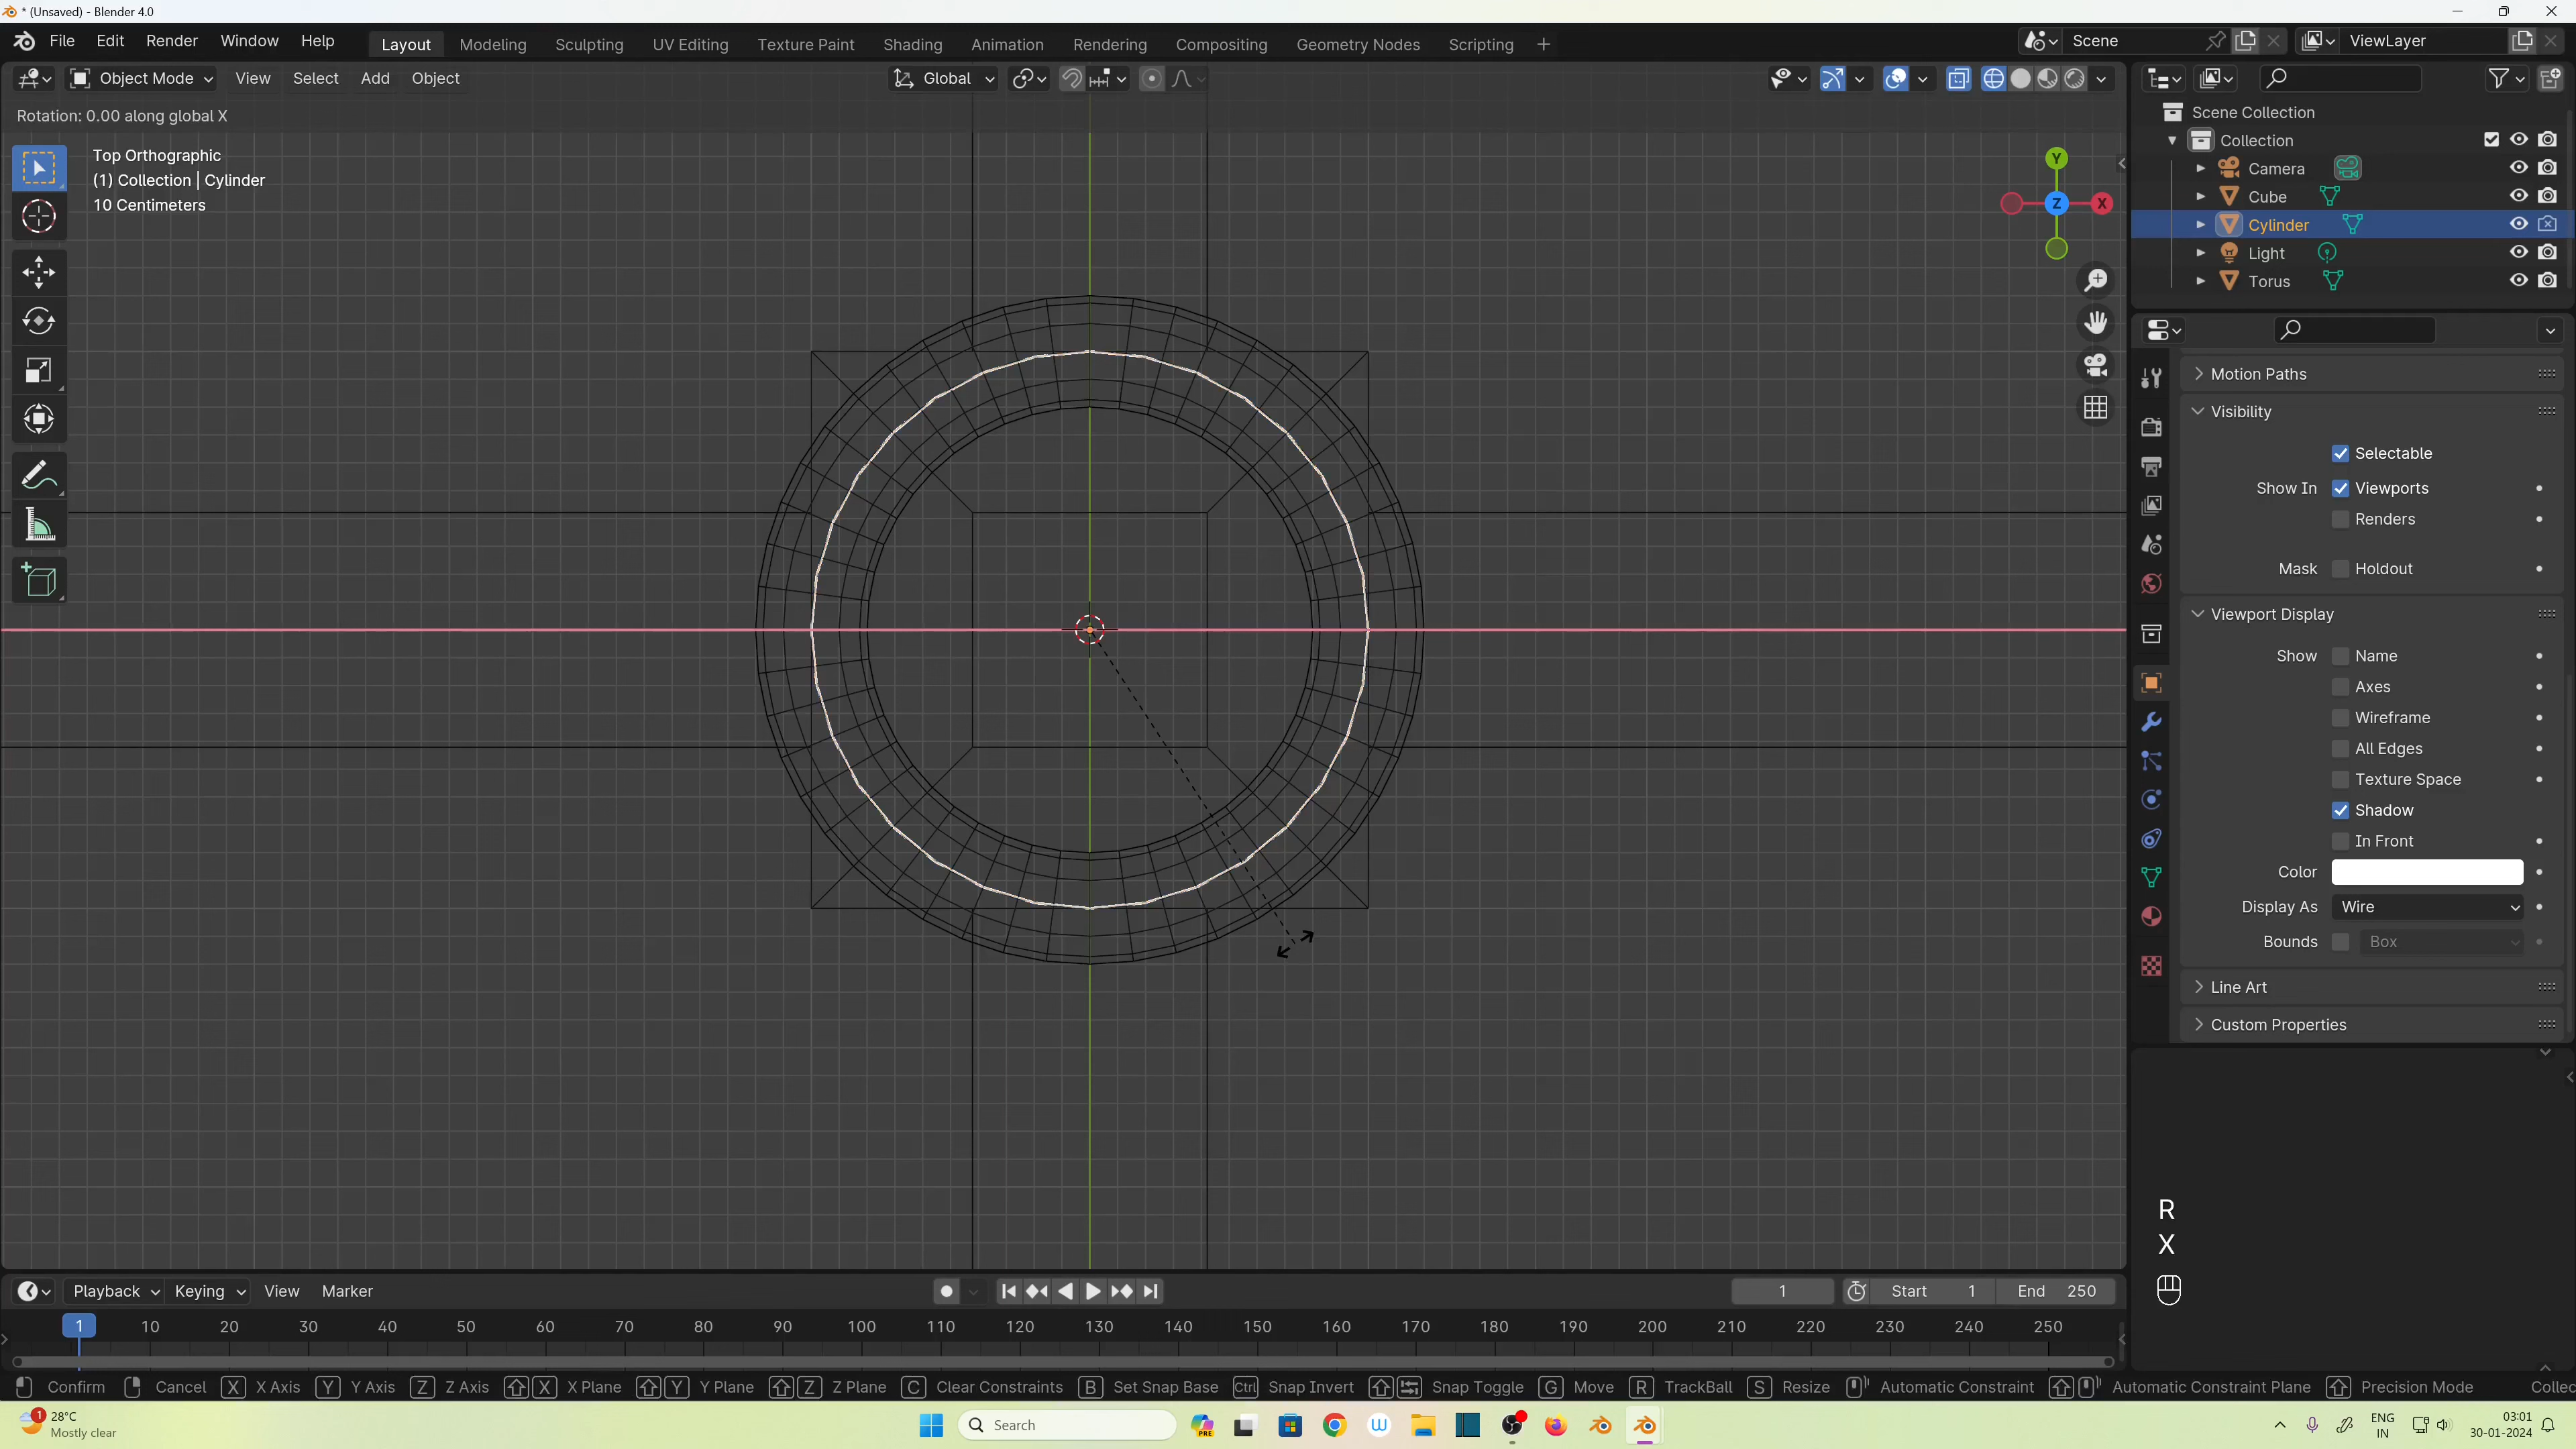 * (Unsaved) - Blender 4.0
File Edit Render Window Help Layout Modeling Sculpting UV Editing Texture Paint Shading Animation Rendering Compositing Geometry Nodes Scripting + Scene ViewLayer
Object Mode View Select Add Object Global
Rotation: 0.00 along global X
Top Orthographic
(1) Collection | Cylinder
10 Centimeters
Y
Z
X
Scene Collection
Collection
Camera
Cube
Cylinder
Light
Torus
Motion Paths
Visibility
Selectable
Show In Viewports
Renders
Mask Holdout
Viewport Display
Show Name
Axes
Wireframe
All Edges
Texture Space
Shadow
In Front
Color
Display As Wire
Bounds Box
Line Art
Custom Properties
R
X
Playback Keying View Marker 1 Start 1 End 250
1 10 20 30 40 50 60 70 80 90 100 110 120 130 140 150 160 170 180 190 200 210 220 230 240 250
Confirm Cancel X X Axis Y Y Axis Z Z Axis X X Plane Y Y Plane Z Z Plane C Clear Constraints B Set Snap Base Ctrl Snap Invert Snap Toggle G Move R TrackBall S Resize Automatic Constraint Automatic Constraint Plane Precision Mode Collec
1 28°C
Mostly clear
Search
PRE
ENG
IN
03:01
30-01-2024